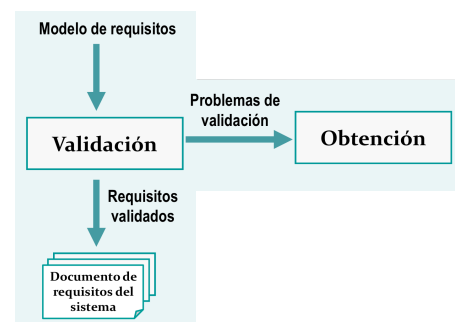 Modelo de requisitos
Problemas de
validación
Validación
Obtención
Requisitos
validados
Documento de
requisitos del
sistema